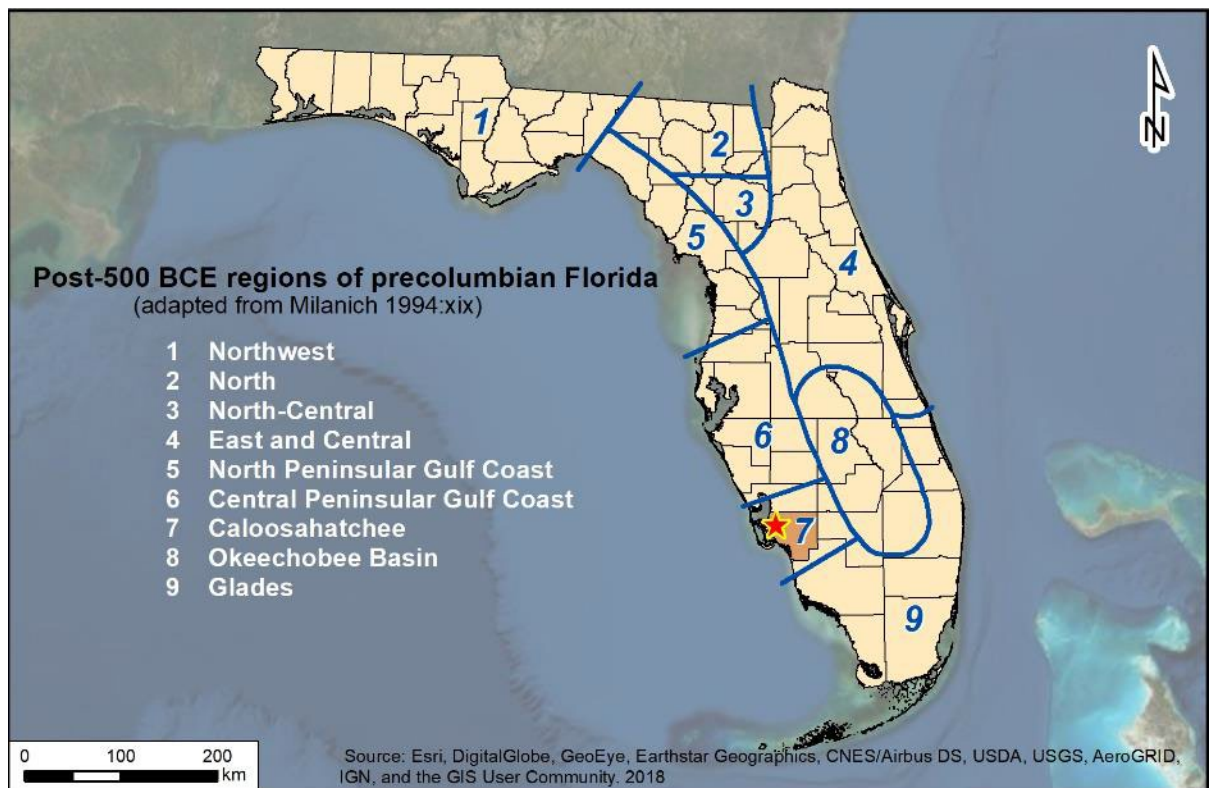 N
1
2
3
5
4
Post-500 BCE regions of precolumbian Florida
(adapted from Milanich 1994:xix)
1 Northwest
2 North
3 North-Central
4 East and Central
5 North Peninsular Gulf Coast
6 Central Peninsular Gulf Coast
7 Caloosahatchee
8 Okeechobee Basin
9 Glades
6
8
7
9
0 100 200
km
Source: Esri, DigitalGlobe, GeoEye, Earthstar Geographics, CNES/Airbus DS, USDA, USGS, AeroGRID,
IGN, and the GIS User Community. 2018